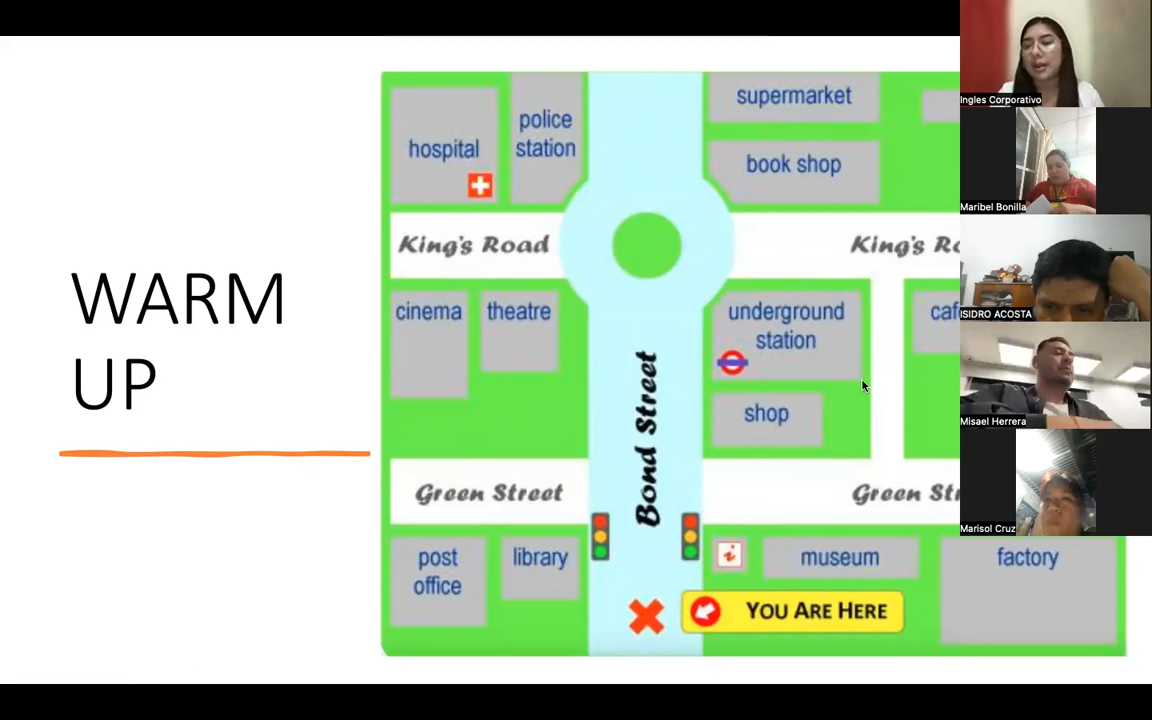 WARM
UP
hospital
police
station
supermarket
book shop
King's Road
King's Ro
cinema
theatre
underground
station
caf
shop
Bond Street
Green Street
Green Str
post
office
library
i
museum
factory
YOU ARE HERE
Ingles Corporativo
Maribel Bonilla
ISIDRO ACOSTA
Misael Herrera
Marisol Cruz